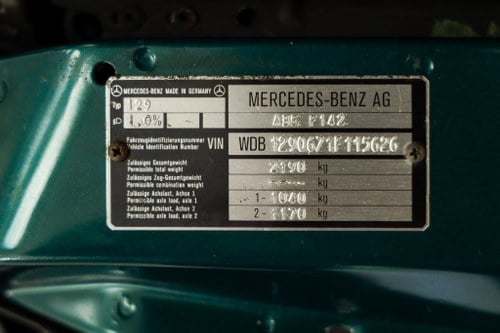 MERCEDES-BENZ MADE IN GERMANY
Typ 129
1,0% -
MERCEDES-BENZ AG
ABE F142
Fahrzeugidentifizierungsnummer
Vehicle Identification Number
VIN
WDB 1290671F115626
Zulässiges Gesamtgewicht
Permissible total weight
2190 kg
Zulässiges Zug-Gesamtgewicht
Permissible combination weight
---- kg
Zulässige Achslast, Achse 1
Permissible axle load, axle 1
1- 1040 kg
Zulässige Achslast, Achse 2
Permissible axle load, axle 2
2- 1170 kg